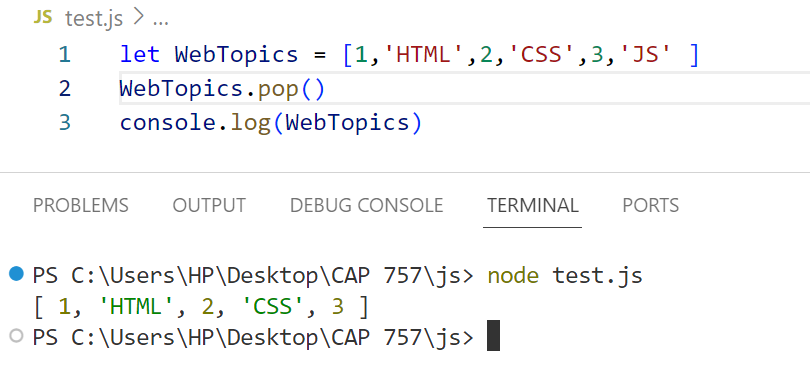 JS test.js > ...
1 let WebTopics = [1,'HTML',2,'CSS',3,'JS' ]
2 WebTopics.pop()
3 console.log(WebTopics)
PROBLEMS OUTPUT DEBUG CONSOLE TERMINAL PORTS
PS C:\Users\HP\Desktop\CAP 757\js> node test.js
[ 1, 'HTML', 2, 'CSS', 3 ]
PS C:\Users\HP\Desktop\CAP 757\js>